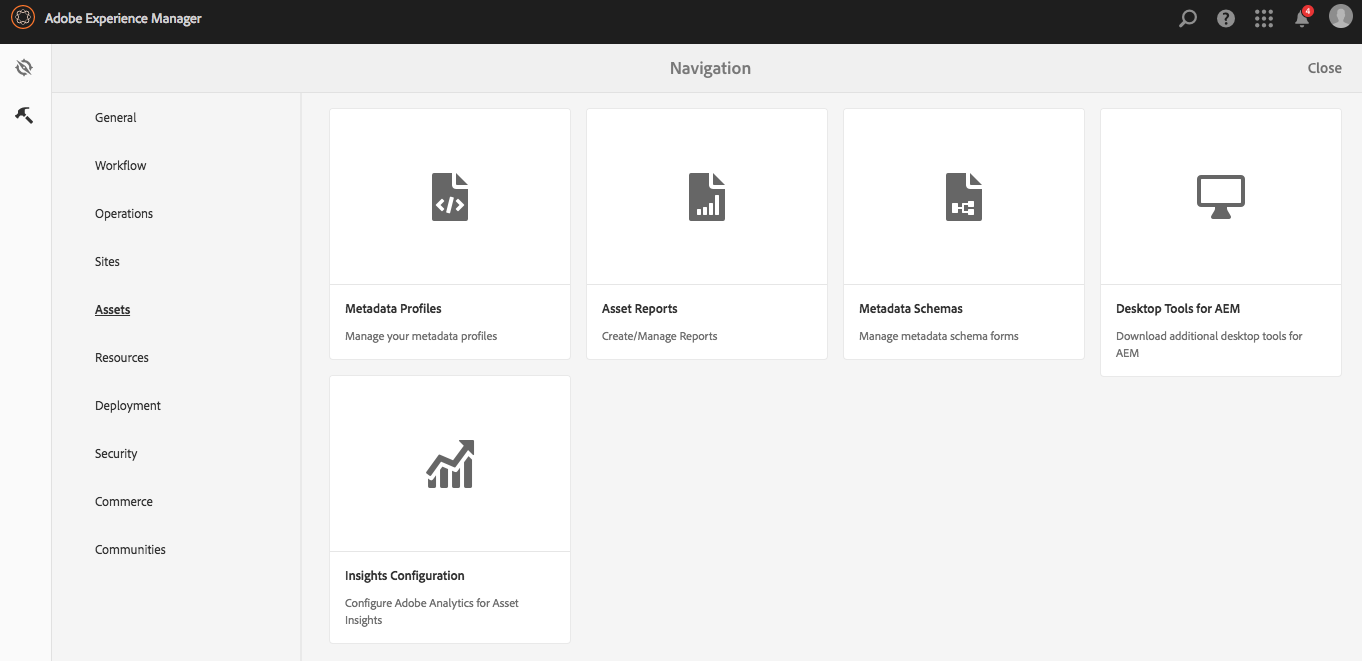 Adobe Experience Manager
4
Navigation
Close
General
Workflow
Operations
Sites
Assets
Resources
Deployment
Security
Commerce
Communities
Metadata Profiles
Manage your metadata profiles
Asset Reports
Create/Manage Reports
Metadata Schemas
Manage metadata schema forms
Desktop Tools for AEM
Download additional desktop tools for
AEM
Insights Configuration
Configure Adobe Analytics for Asset
Insights